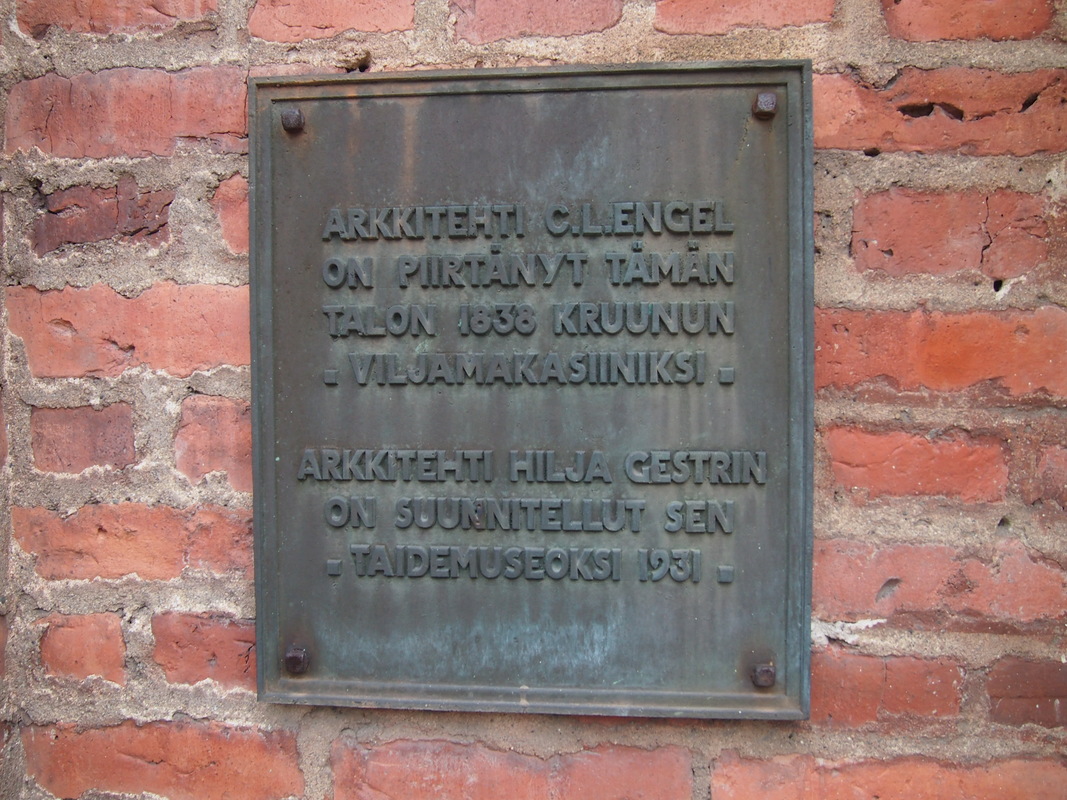 ARKKITEHTI C.L.ENGEL
ON PIIRTÄNYT TÄMÄN
TALON 1838 KRUUNUN
. VILJAMAKASIINIKSI .
ARKKITEHTI HILJA GESTRIN
ON SUUNNITELLUT SEN
. TAIDEMUSEOKSI 1931 .